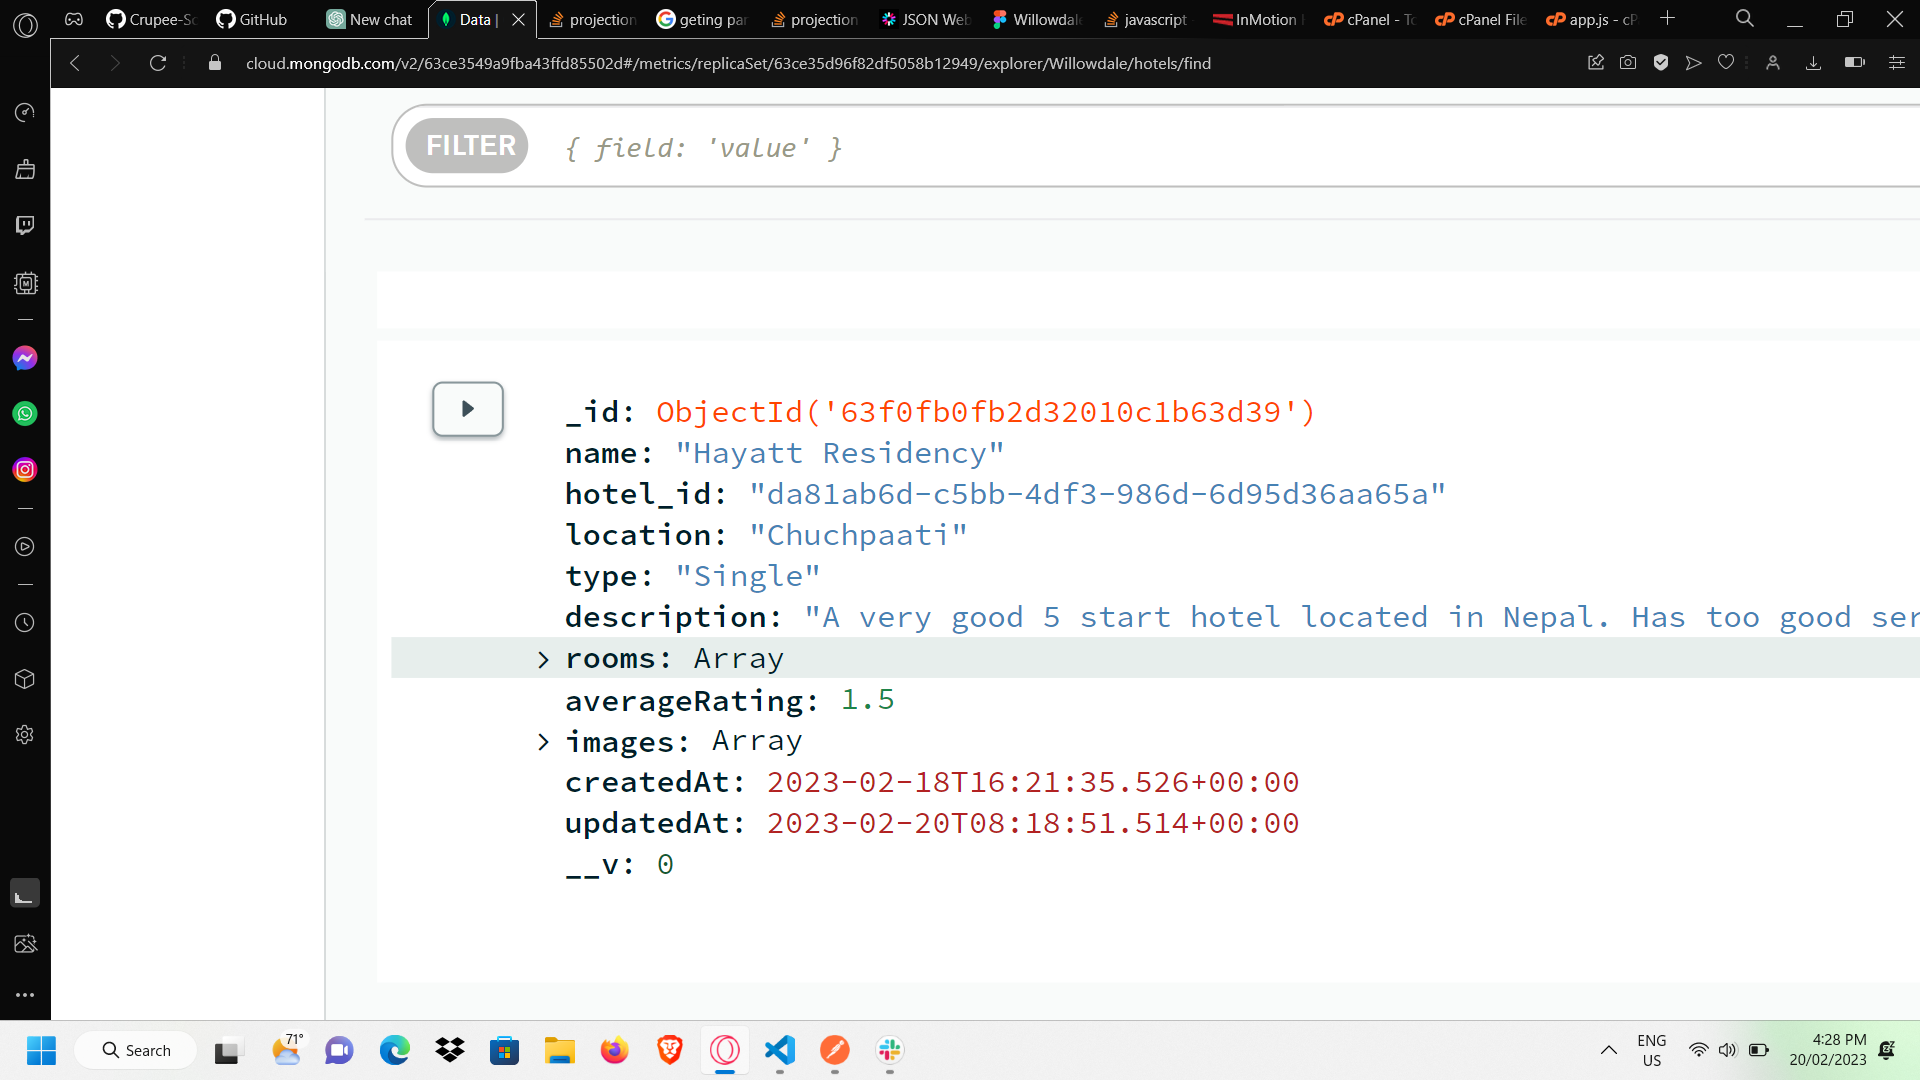 Crupee-Sc
GitHub
New chat
Data |
projection
geting par
projection
JSON Web
Willowdale
javascript
InMotion
cPanel - To
cPanel File
app.js - cP
cloud.mongodb.com/v2/63ce3549a9fba43ffd85502d#/metrics/replicaSet/63ce35d96f82df5058b12949/explorer/Willowdale/hotels/find
FILTER { field: 'value' }
_id: ObjectId('63f0fb0fb2d32010c1b63d39')
name: "Hayatt Residency"
hotel_id: "da81ab6d-c5bb-4df3-986d-6d95d36aa65a"
location: "Chuchpaati"
type: "Single"
description: "A very good 5 start hotel located in Nepal. Has too good ser
rooms: Array
averageRating: 1.5
images: Array
createdAt: 2023-02-18T16:21:35.526+00:00
updatedAt: 2023-02-20T08:18:51.514+00:00
__v: 0
Search
71°
ENG
US
4:28 PM
20/02/2023